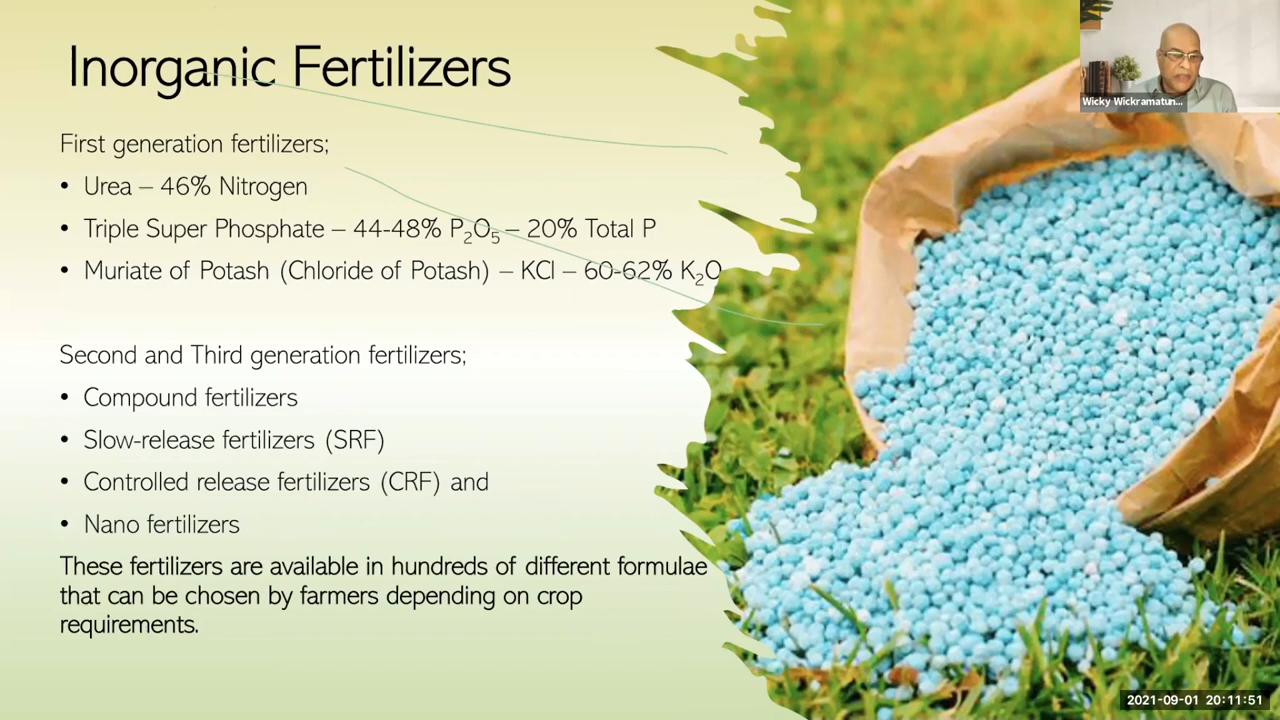 Inorganic Fertilizers
Wicky Wickramatun...
First generation fertilizers;
• Urea – 46% Nitrogen
• Triple Super Phosphate – 44-48% P₂O₅ – 20% Total P
• Muriate of Potash (Chloride of Potash) – KCl – 60-62% K₂O
Second and Third generation fertilizers;
• Compound fertilizers
• Slow-release fertilizers (SRF)
• Controlled release fertilizers (CRF) and
• Nano fertilizers
These fertilizers are available in hundreds of different formulae
that can be chosen by farmers depending on crop
requirements.
2021-09-01 20:11:51